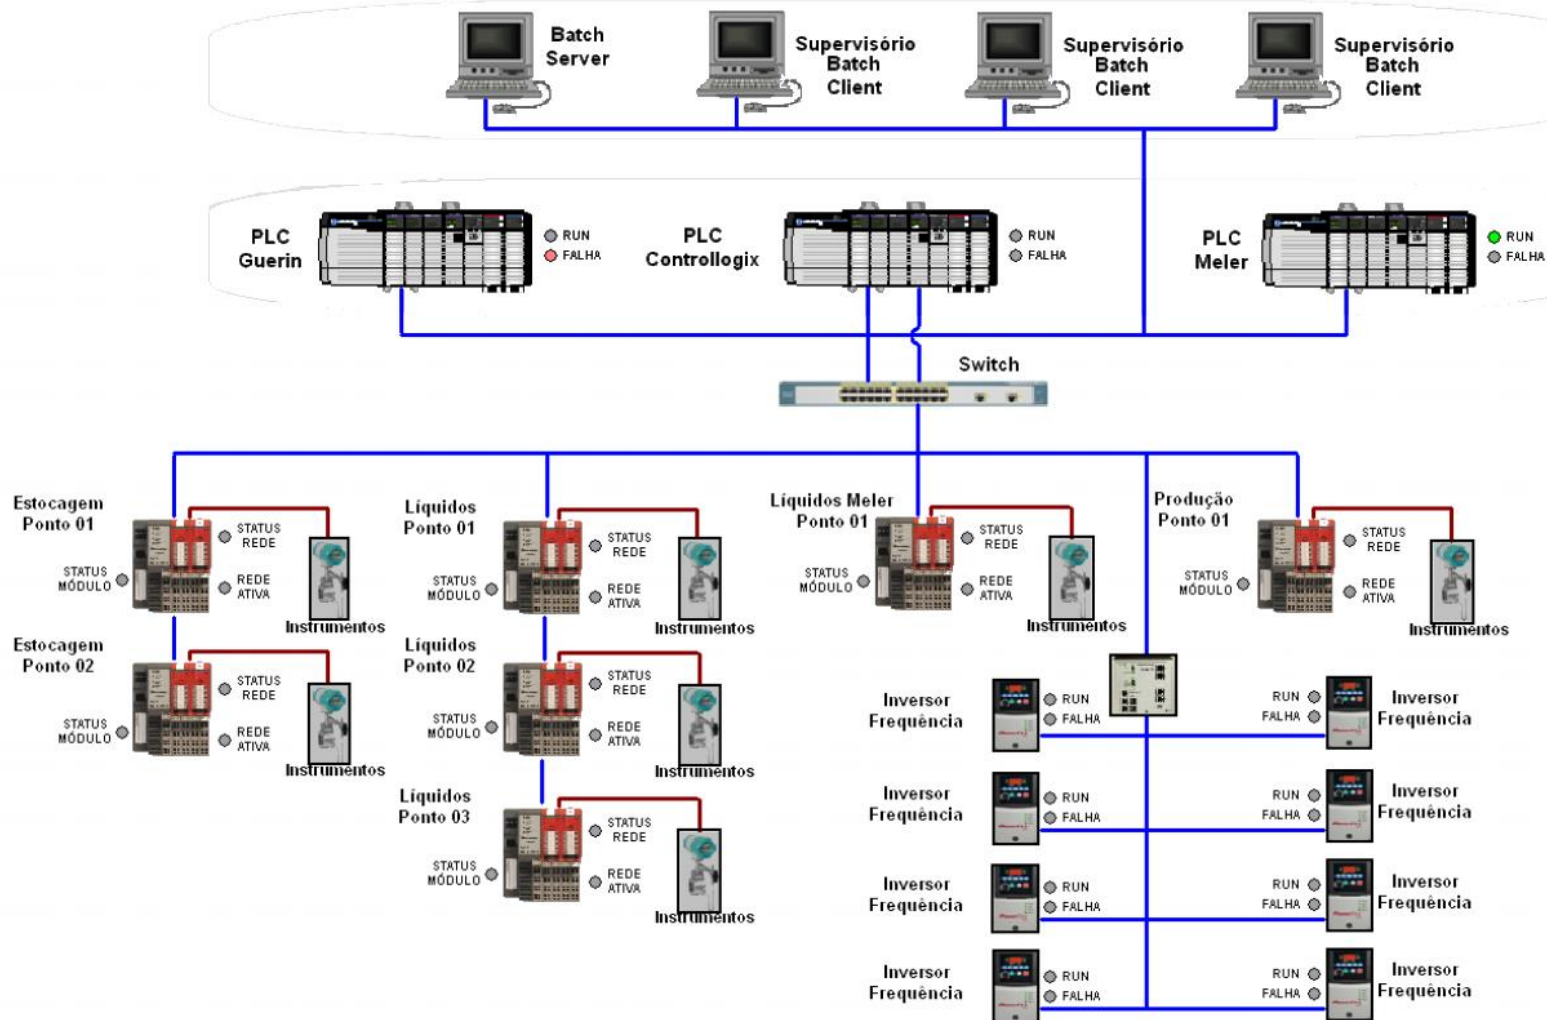 Batch
Server
Supervisório
Batch
Client
Supervisório
Batch
Client
Supervisório
Batch
Client
PLC
Guerin
RUN
FALHA
PLC
Controllogix
RUN
FALHA
PLC
Meler
RUN
FALHA
Switch
Estocagem
Ponto 01
STATUS
REDE
STATUS
MÓDULO
REDE
ATIVA
Instrumentos
Líquidos
Ponto 01
STATUS
REDE
STATUS
MÓDULO
REDE
ATIVA
Instrumentos
Líquidos Meler
Ponto 01
STATUS
REDE
STATUS
MÓDULO
REDE
ATIVA
Instrumentos
Produção
Ponto 01
STATUS
REDE
STATUS
MÓDULO
REDE
ATIVA
Instrumentos
Estocagem
Ponto 02
STATUS
REDE
STATUS
MÓDULO
REDE
ATIVA
Instrumentos
Líquidos
Ponto 02
STATUS
REDE
STATUS
MÓDULO
REDE
ATIVA
Instrumentos
Líquidos
Ponto 03
STATUS
REDE
STATUS
MÓDULO
REDE
ATIVA
Instrumentos
Inversor
Frequência
RUN
FALHA
RUN
FALHA
Inversor
Frequência
Inversor
Frequência
RUN
FALHA
RUN
FALHA
Inversor
Frequência
Inversor
Frequência
RUN
FALHA
RUN
FALHA
Inversor
Frequência
Inversor
Frequência
RUN
FALHA
RUN
FALHA
Inversor
Frequência